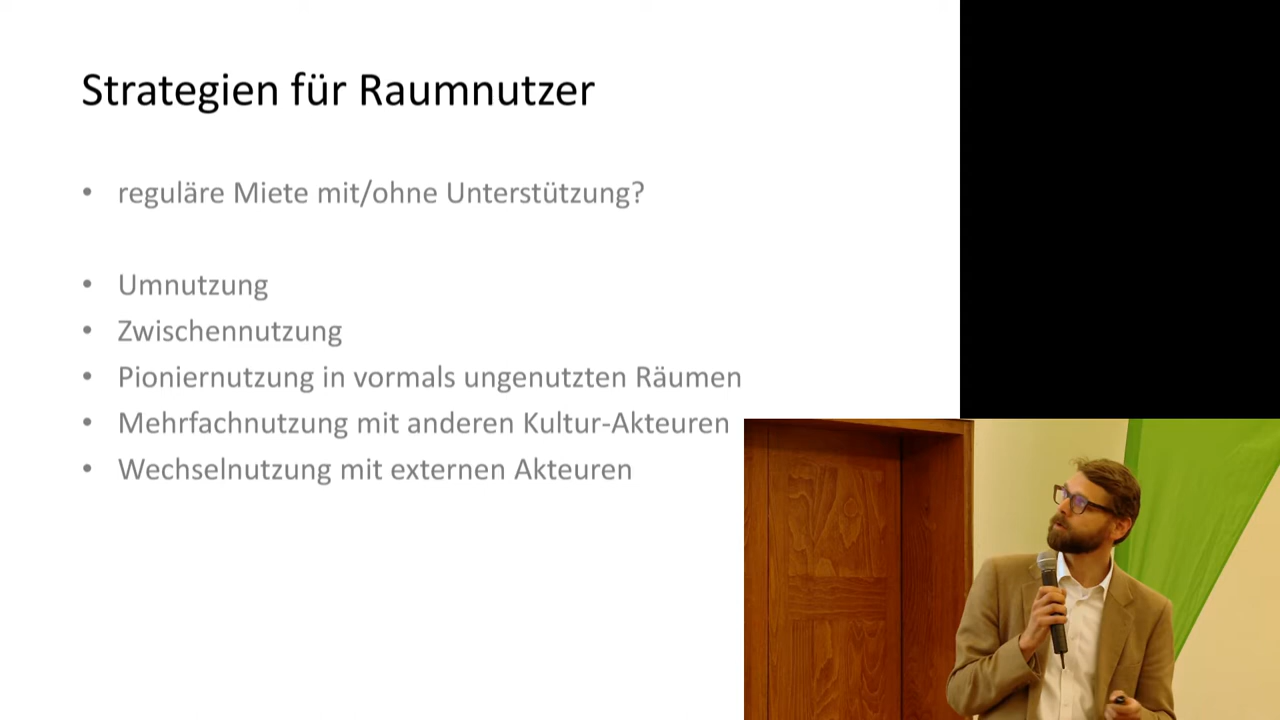 Strategien für Raumnutzer
• reguläre Miete mit/ohne Unterstützung?
• Umnutzung
• Zwischennutzung
• Pioniernutzung in vormals ungenutzten Räumen
• Mehrfachnutzung mit anderen Kultur-Akteuren
• Wechselnutzung mit externen Akteuren